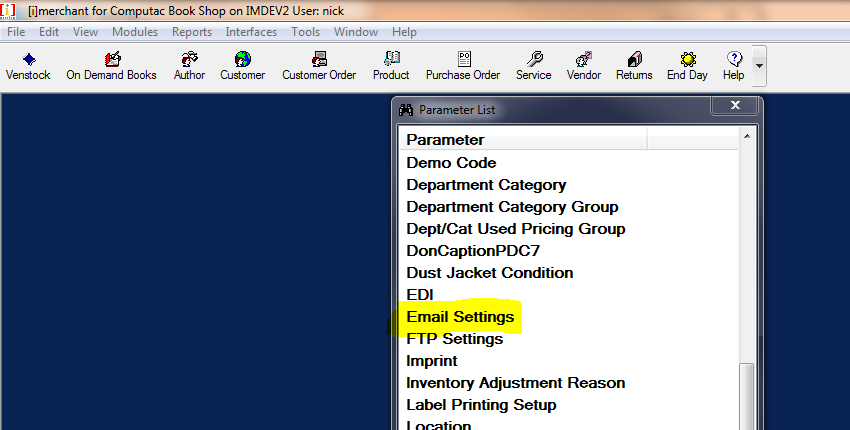 [i] [i]merchant for Computac Book Shop on IMDEV2 User: nick
File Edit View Modules Reports Interfaces Tools Window Help
Venstock On Demand Books Author Customer Customer Order Product Purchase Order Service Vendor Returns End Day Help
Parameter List
Parameter
Demo Code
Department Category
Department Category Group
Dept/Cat Used Pricing Group
DonCaptionPDC7
Dust Jacket Condition
EDI
Email Settings
FTP Settings
Imprint
Inventory Adjustment Reason
Label Printing Setup
Location